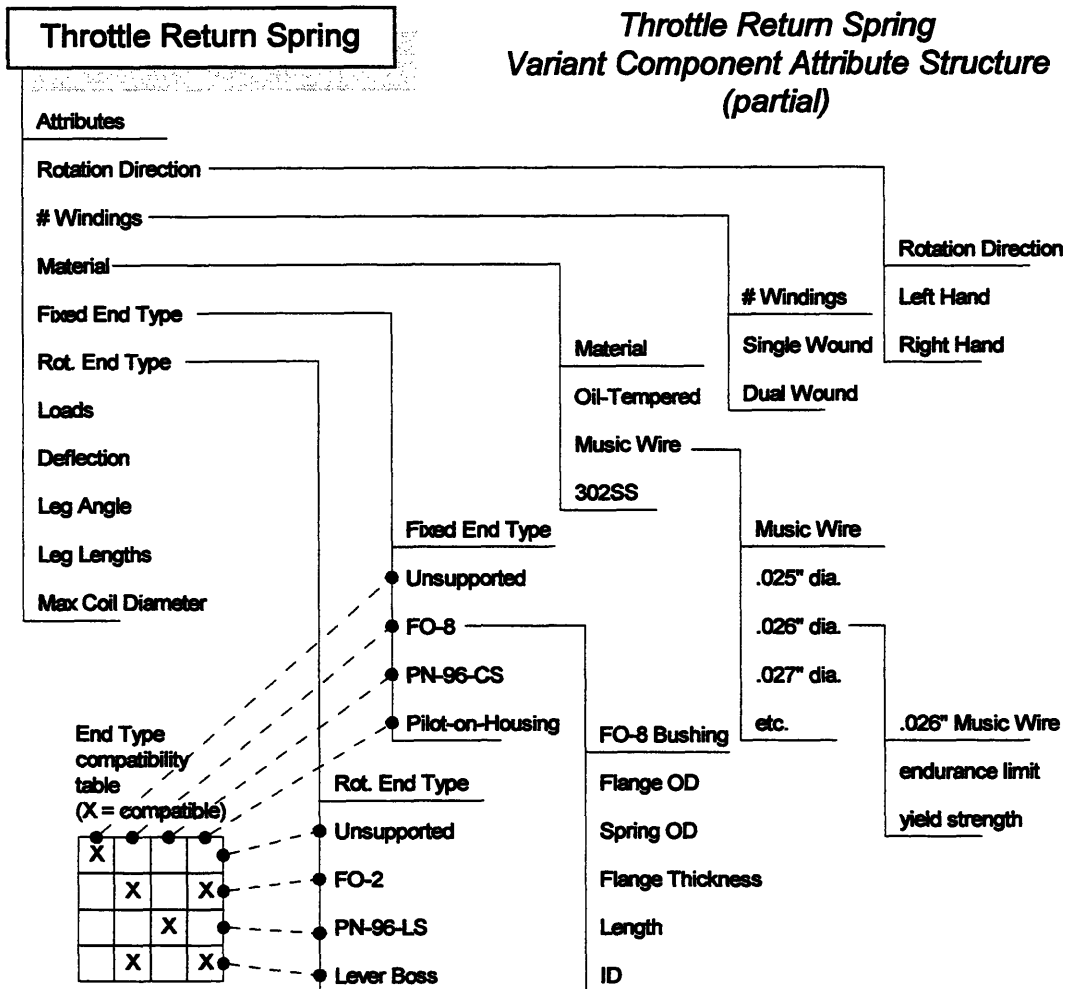 Throttle Return Spring
Throttle Return Spring
Variant Component Attribute Structure
(partial)
Attributes
Rotation Direction
# Windings
Material
Fixed End Type
Rot. End Type
Loads
Deflection
Leg Angle
Leg Lengths
Max Coil Diameter
Rotation Direction
Left Hand
Right Hand
# Windings
Single Wound
Dual Wound
Material
Oil-Tempered
Music Wire
302SS
Fixed End Type
Unsupported
FO-8
PN-96-CS
Pilot-on-Housing
Music Wire
.025" dia.
.026" dia.
.027" dia.
etc.
.026" Music Wire
endurance limit
yield strength
FO-8 Bushing
Flange OD
Spring OD
Flange Thickness
Length
ID
Rot. End Type
Unsupported
FO-2
PN-96-LS
Lever Boss
End Type
compatibility
table
(X = compatible)
X
X X
X
X X